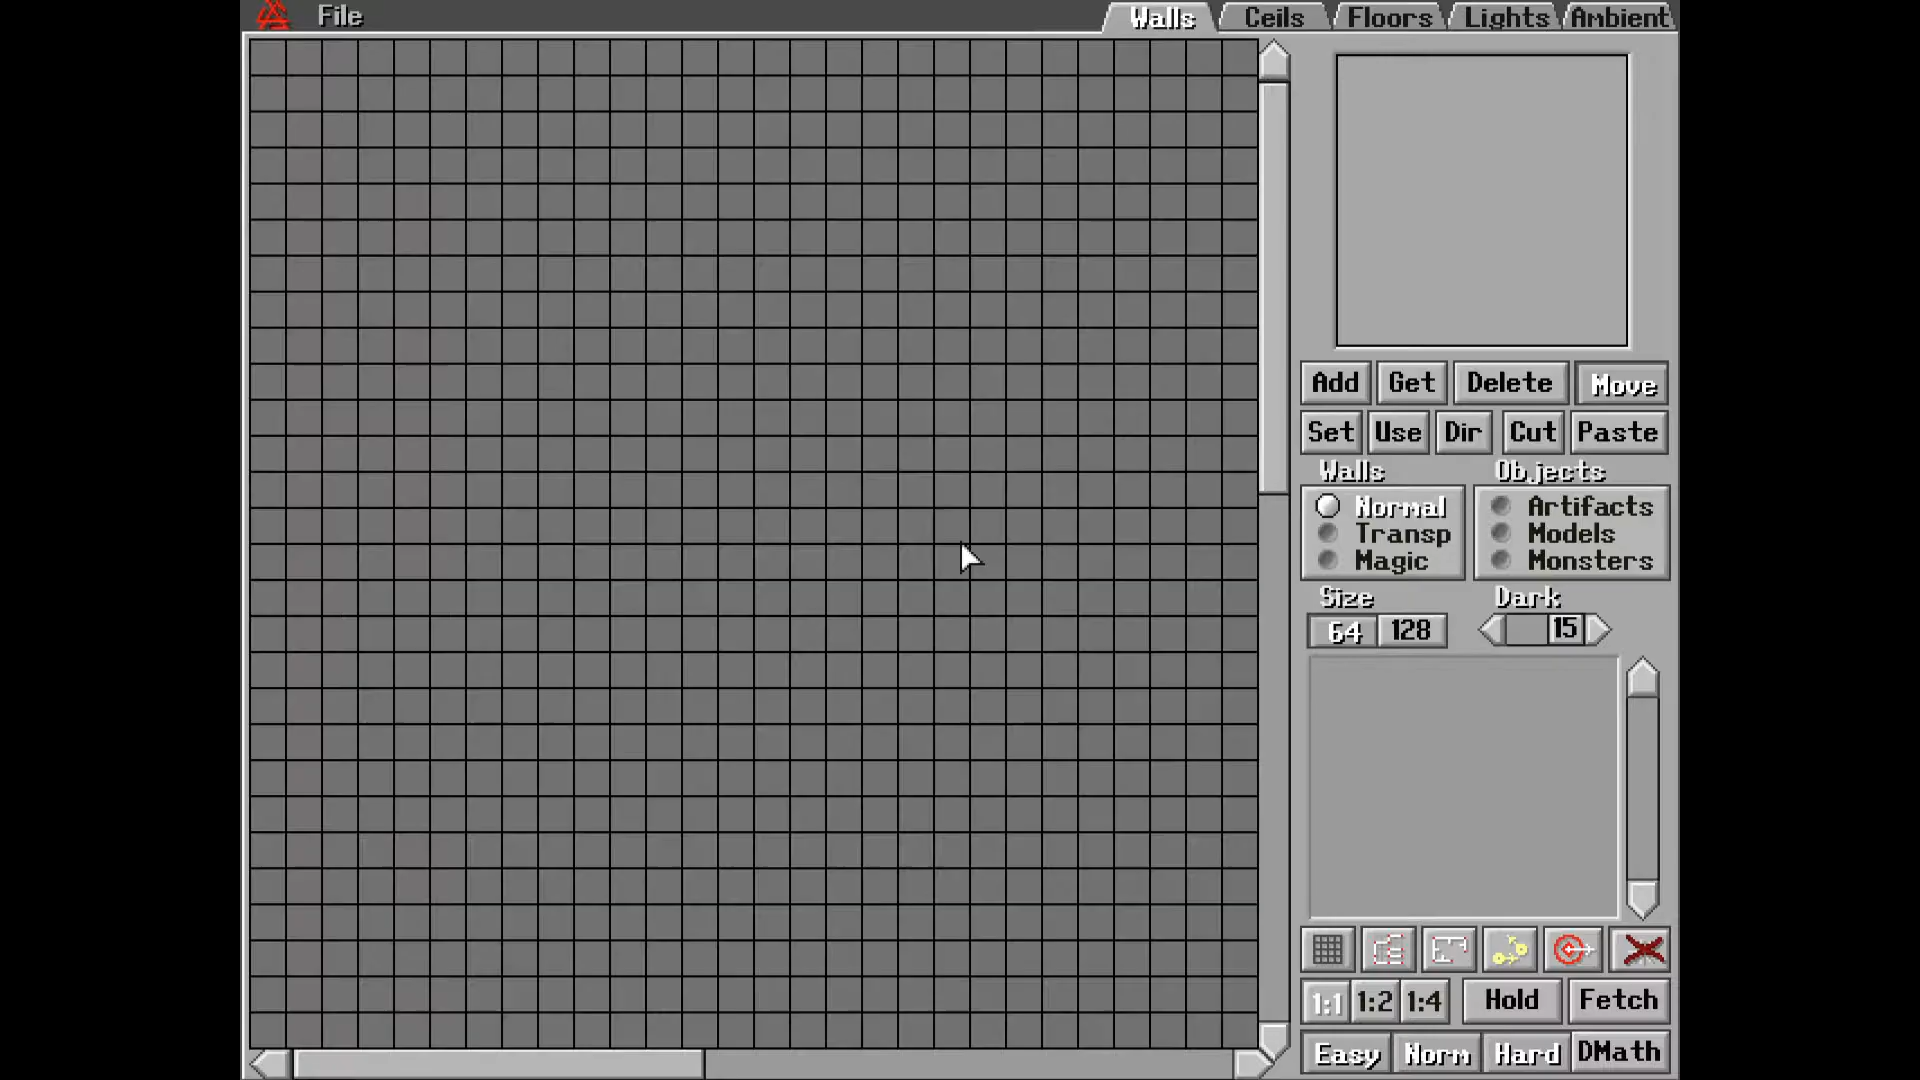 File Walls Ceils Floors Lights Ambient
Add Get Delete Move
Set Use Dir Cut Paste
Walls Objects
Normal Artifacts
Transp Models
Magic Monsters
Size Dark
64 128 15
1:1 1:2 1:4 Hold Fetch
Easy Norm Hard DMath